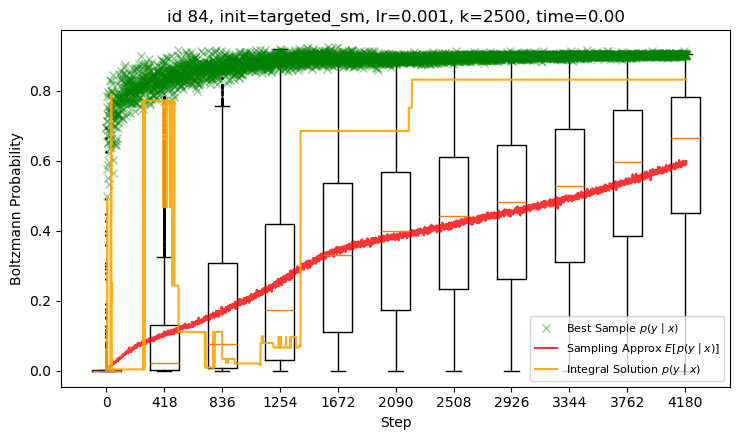 id 84, init=targeted_sm, lr=0.001, k=2500, time=0.00
Boltzmann Probability
0.8
0.6
0.4
0.2
0.0
Best Sample p(y | x)
Sampling Approx E[p(y | x)]
Integral Solution p(y | x)
0 418 836 1254 1672 2090 2508 2926 3344 3762 4180
Step